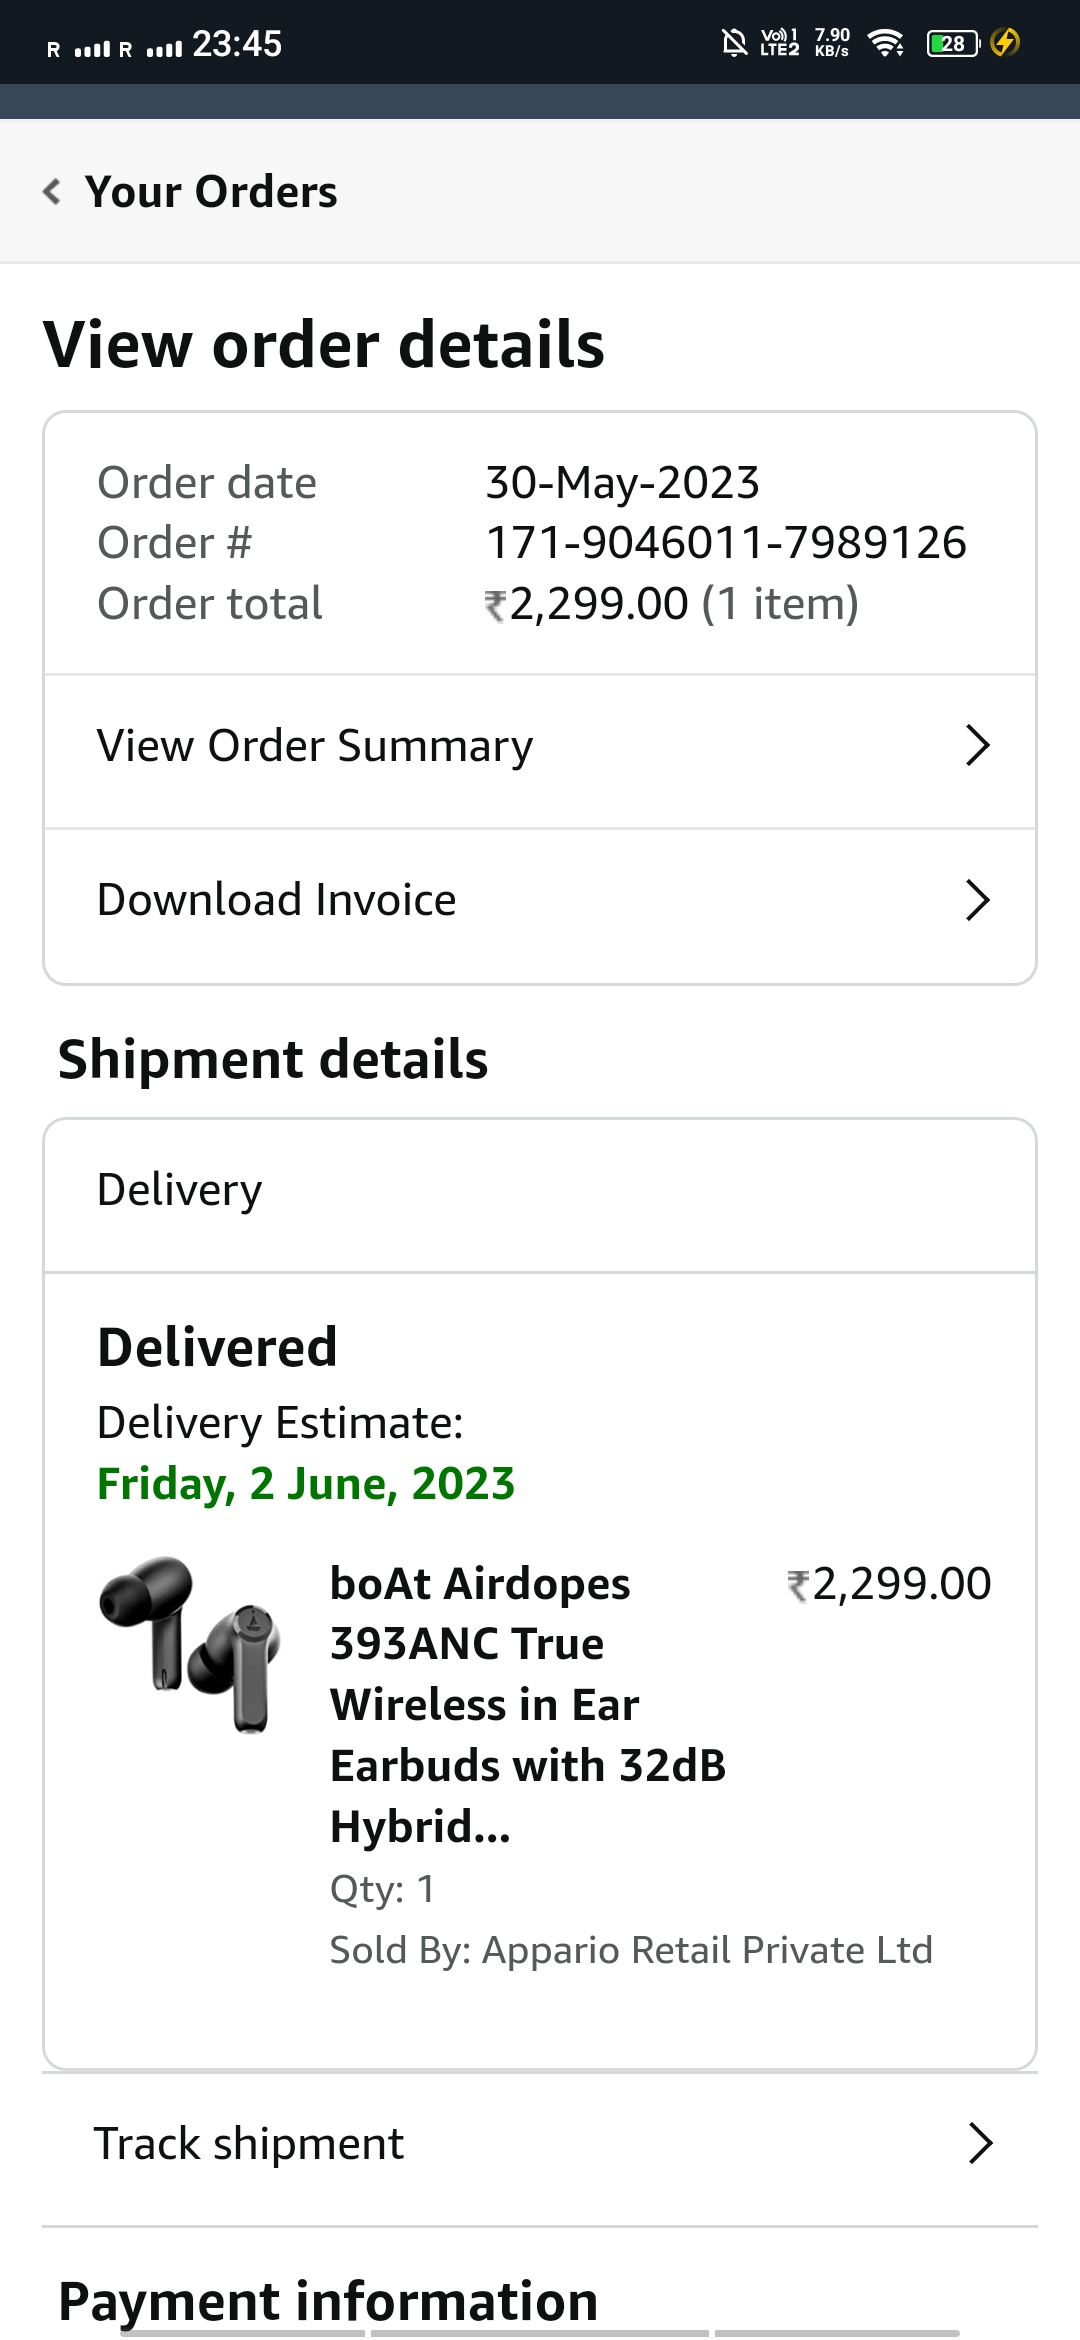 R R 23:45 Vo)) 1 LTE2 7.90 KB/s 28
Your Orders
View order details
Order date 30-May-2023
Order # 171-9046011-7989126
Order total ₹2,299.00 (1 item)
View Order Summary
Download Invoice
Shipment details
Delivery
Delivered
Delivery Estimate:
Friday, 2 June, 2023
boAt Airdopes ₹2,299.00
393ANC True
Wireless in Ear
Earbuds with 32dB
Hybrid...
Qty: 1
Sold By: Appario Retail Private Ltd
Track shipment
Payment information